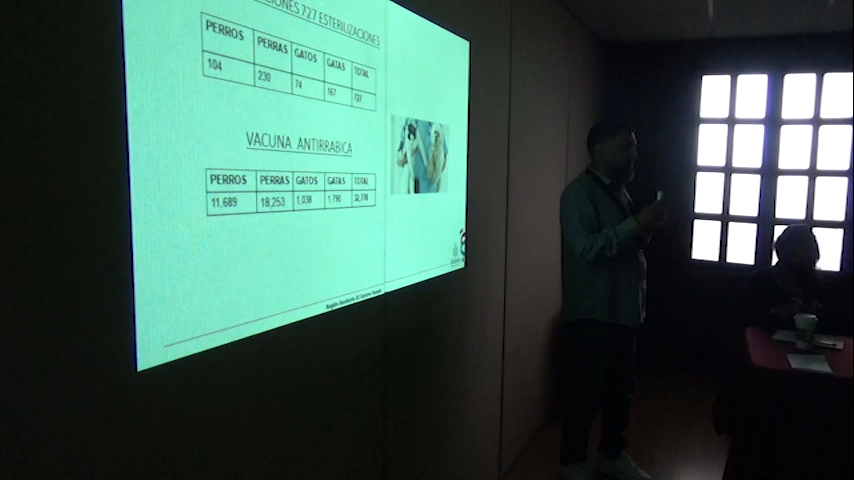 CIONES 727 ESTERILIZACIONES
PERROS PERRAS GATOS GATAS TOTAL
104 230 74 167 727
VACUNA ANTIRRABICA
PERROS PERRAS GATOS GATAS TOTAL
11,689 18,253 1,038 1,790